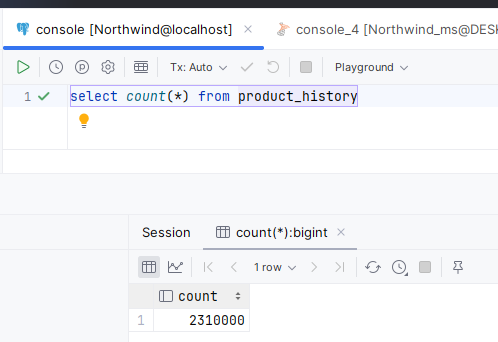 console [Northwind@localhost]
console_4 [Northwind_ms@DESK
Tx: Auto
Playground
1
select count(*) from product_history
Session
count(*):bigint
1 row
count
1
2310000